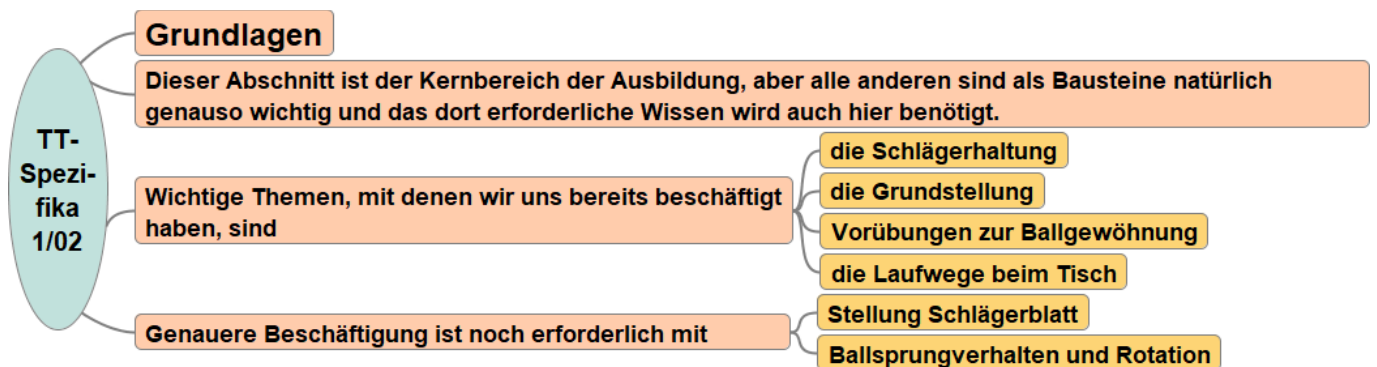 TT-
Spezi-
fika
1/02
Grundlagen
Dieser Abschnitt ist der Kernbereich der Ausbildung, aber alle anderen sind als Bausteine natürlich
genauso wichtig und das dort erforderliche Wissen wird auch hier benötigt.
Wichtige Themen, mit denen wir uns bereits beschäftigt
haben, sind
die Schlägerhaltung
die Grundstellung
Vorübungen zur Ballgewöhnung
die Laufwege beim Tisch
Genauere Beschäftigung ist noch erforderlich mit
Stellung Schlägerblatt
Ballsprungverhalten und Rotation